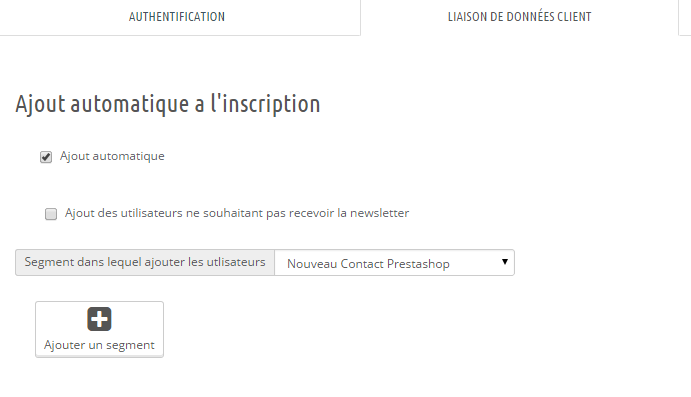 AUTHENTIFICATION
LIAISON DE DONNÉES CLIENT
Ajout automatique a l'inscription
Ajout automatique
Ajout des utilisateurs ne souhaitant pas recevoir la newsletter
Segment dans lequel ajouter les utlisateurs
Nouveau Contact Prestashop
Ajouter un segment